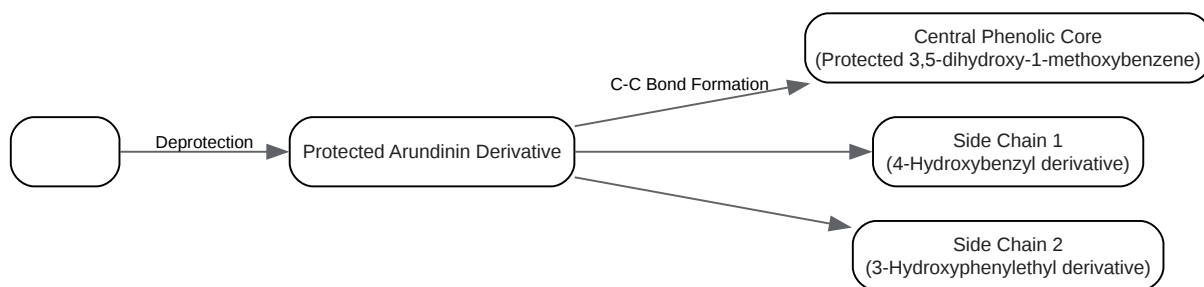 Deprotection
Protected Arundinin Derivative
C-C Bond Formation
Central Phenolic Core
(Protected 3,5-dihydroxy-1-methoxybenzene)
Side Chain 1
(4-Hydroxybenzyl derivative)
Side Chain 2
(3-Hydroxyphenylethyl derivative)